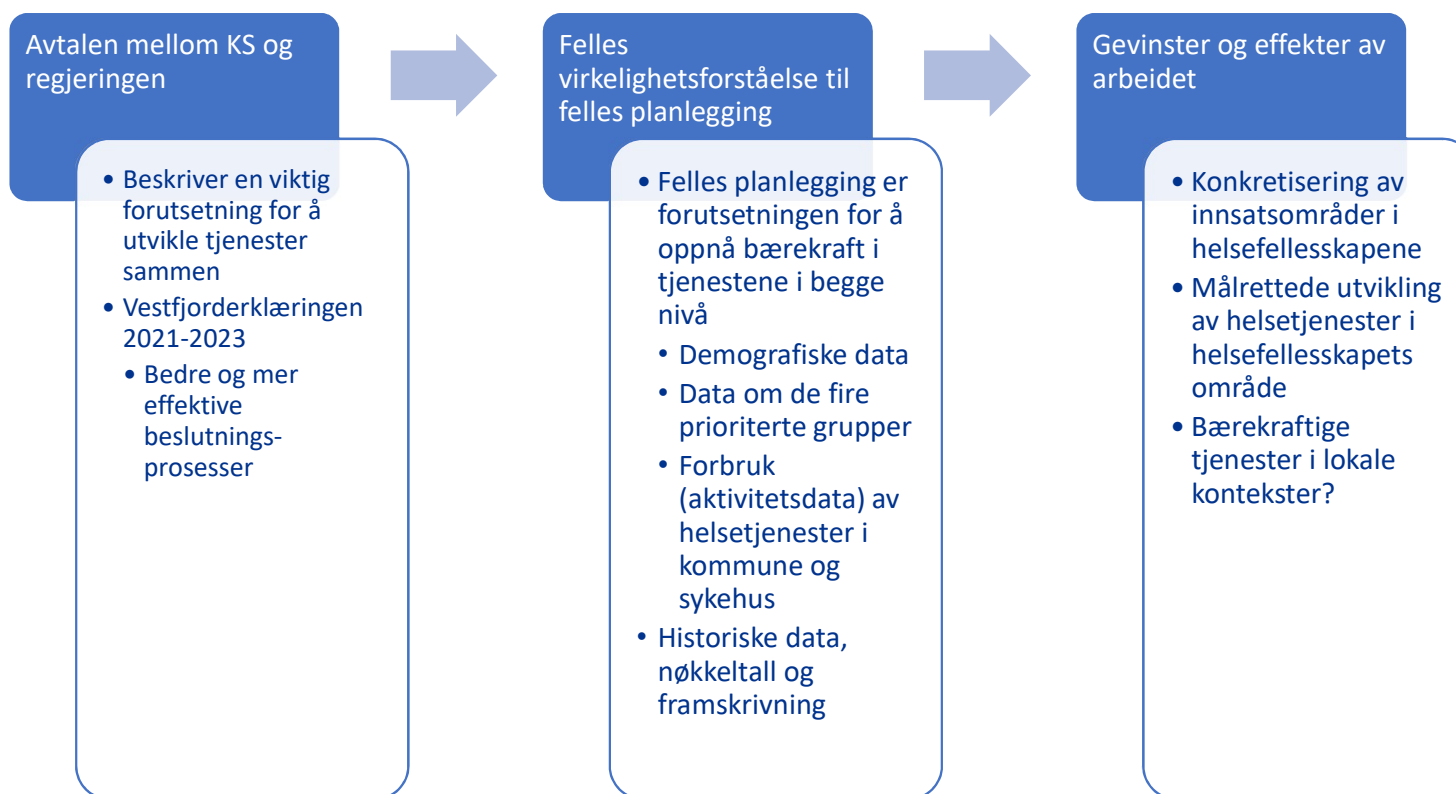 Avtalen mellom KS og
regjeringen
• Beskriver en viktig
forutsetning for å
utvikle tjenester
sammen
• Vestfjorderklæringen
2021-2023
• Bedre og mer
effektive
beslutnings-
prosesser
Felles
virkelighetsforståelse til
felles planlegging
• Felles planlegging er
forutsetningen for å
oppnå bærekraft i
tjenestene i begge
nivå
• Demografiske data
• Data om de fire
prioriterte grupper
• Forbruk
(aktivitetsdata) av
helsetjenester i
kommune og
sykehus
• Historiske data,
nøkkeltall og
framskrivning
Gevinster og effekter av
arbeidet
• Konkretisering av
innsatsområder i
helsefellesskapene
• Målrettede utvikling
av helsetjenester i
helsefellesskapets
område
• Bærekraftige
tjenester i lokale
kontekster?